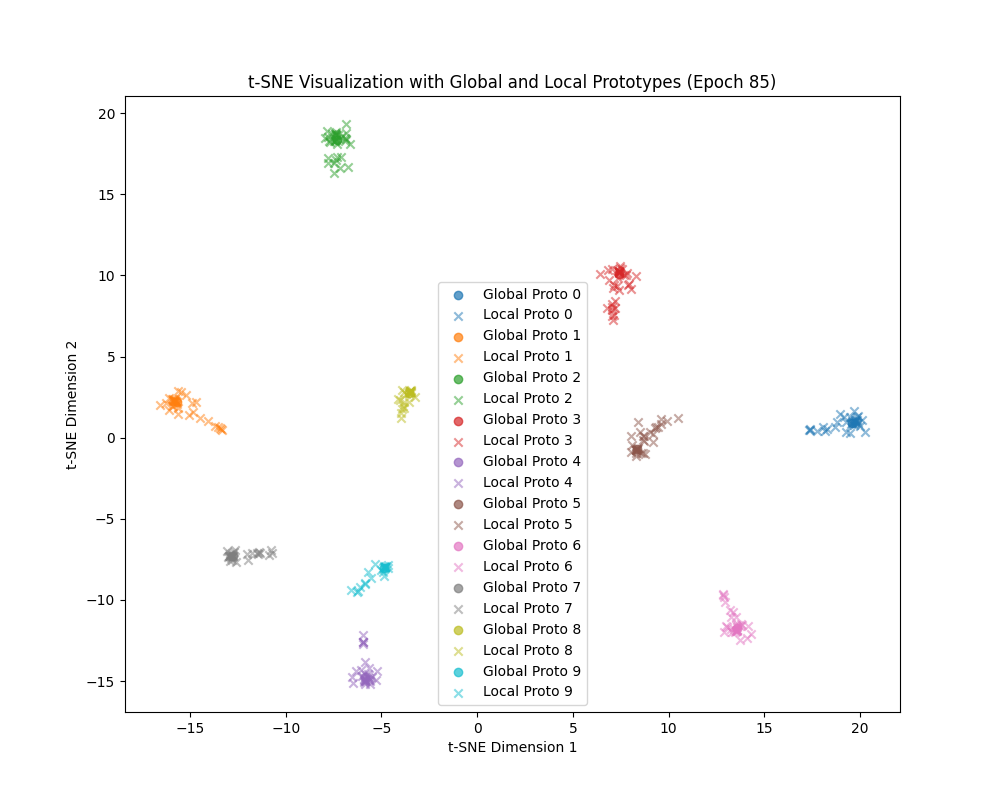 t-SNE Visualization with Global and Local Prototypes (Epoch 85)
t-SNE Dimension 2
20
15
10
5
0
−5
−10
−15
Global Proto 0
Local Proto 0
Global Proto 1
Local Proto 1
Global Proto 2
Local Proto 2
Global Proto 3
Local Proto 3
Global Proto 4
Local Proto 4
Global Proto 5
Local Proto 5
Global Proto 6
Local Proto 6
Global Proto 7
Local Proto 7
Global Proto 8
Local Proto 8
Global Proto 9
Local Proto 9
−15 −10 −5 0 5 10 15 20
t-SNE Dimension 1